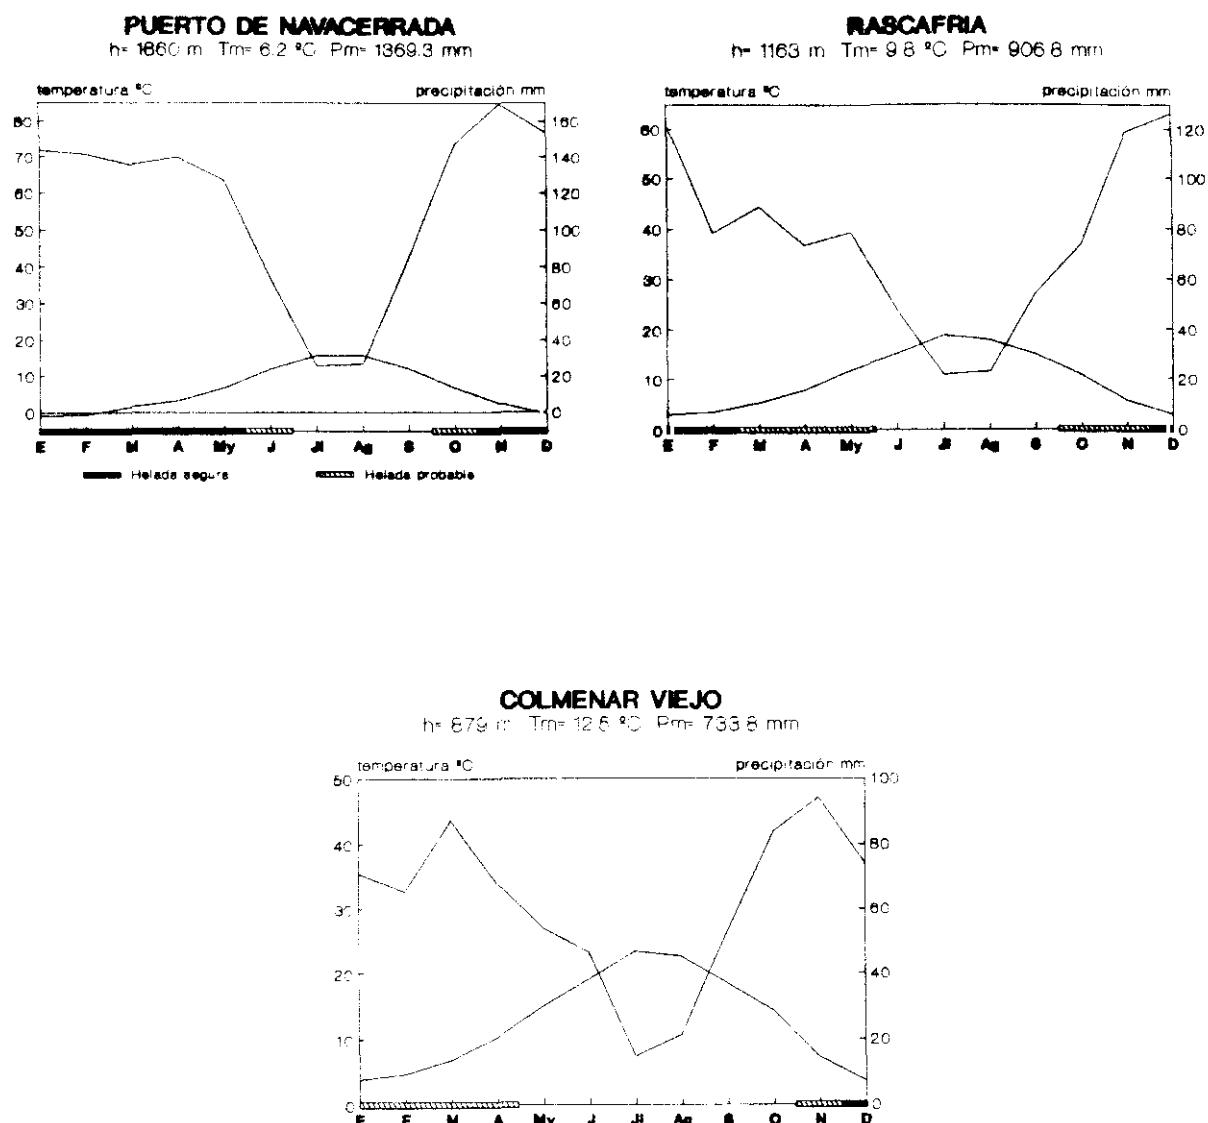 PUERTO DE NAVACERRADA
h= 1860 m Tm= 6.2 ºC Pm= 1369.3 mm
temperatura ºC precipitación mm
80 160
70 140
60 120
50 100
40 80
30 60
20 40
10 20
0 0
E F M A My J Jl Ag S O N D
Helada segura Helada probable
RASCAFRIA
h= 1163 m Tm= 9.8 ºC Pm= 906.8 mm
temperatura ºC precipitación mm
60 120
50 100
40 80
30 60
20 40
10 20
0 0
E F M A My J Jl Ag S O N D
COLMENAR VIEJO
h= 879 m Tm= 12.5 ºC Pm= 733.8 mm
temperatura ºC precipitación mm
50 100
40 80
30 60
20 40
10 20
0 0
E F M A My J Jl Ag S O N D